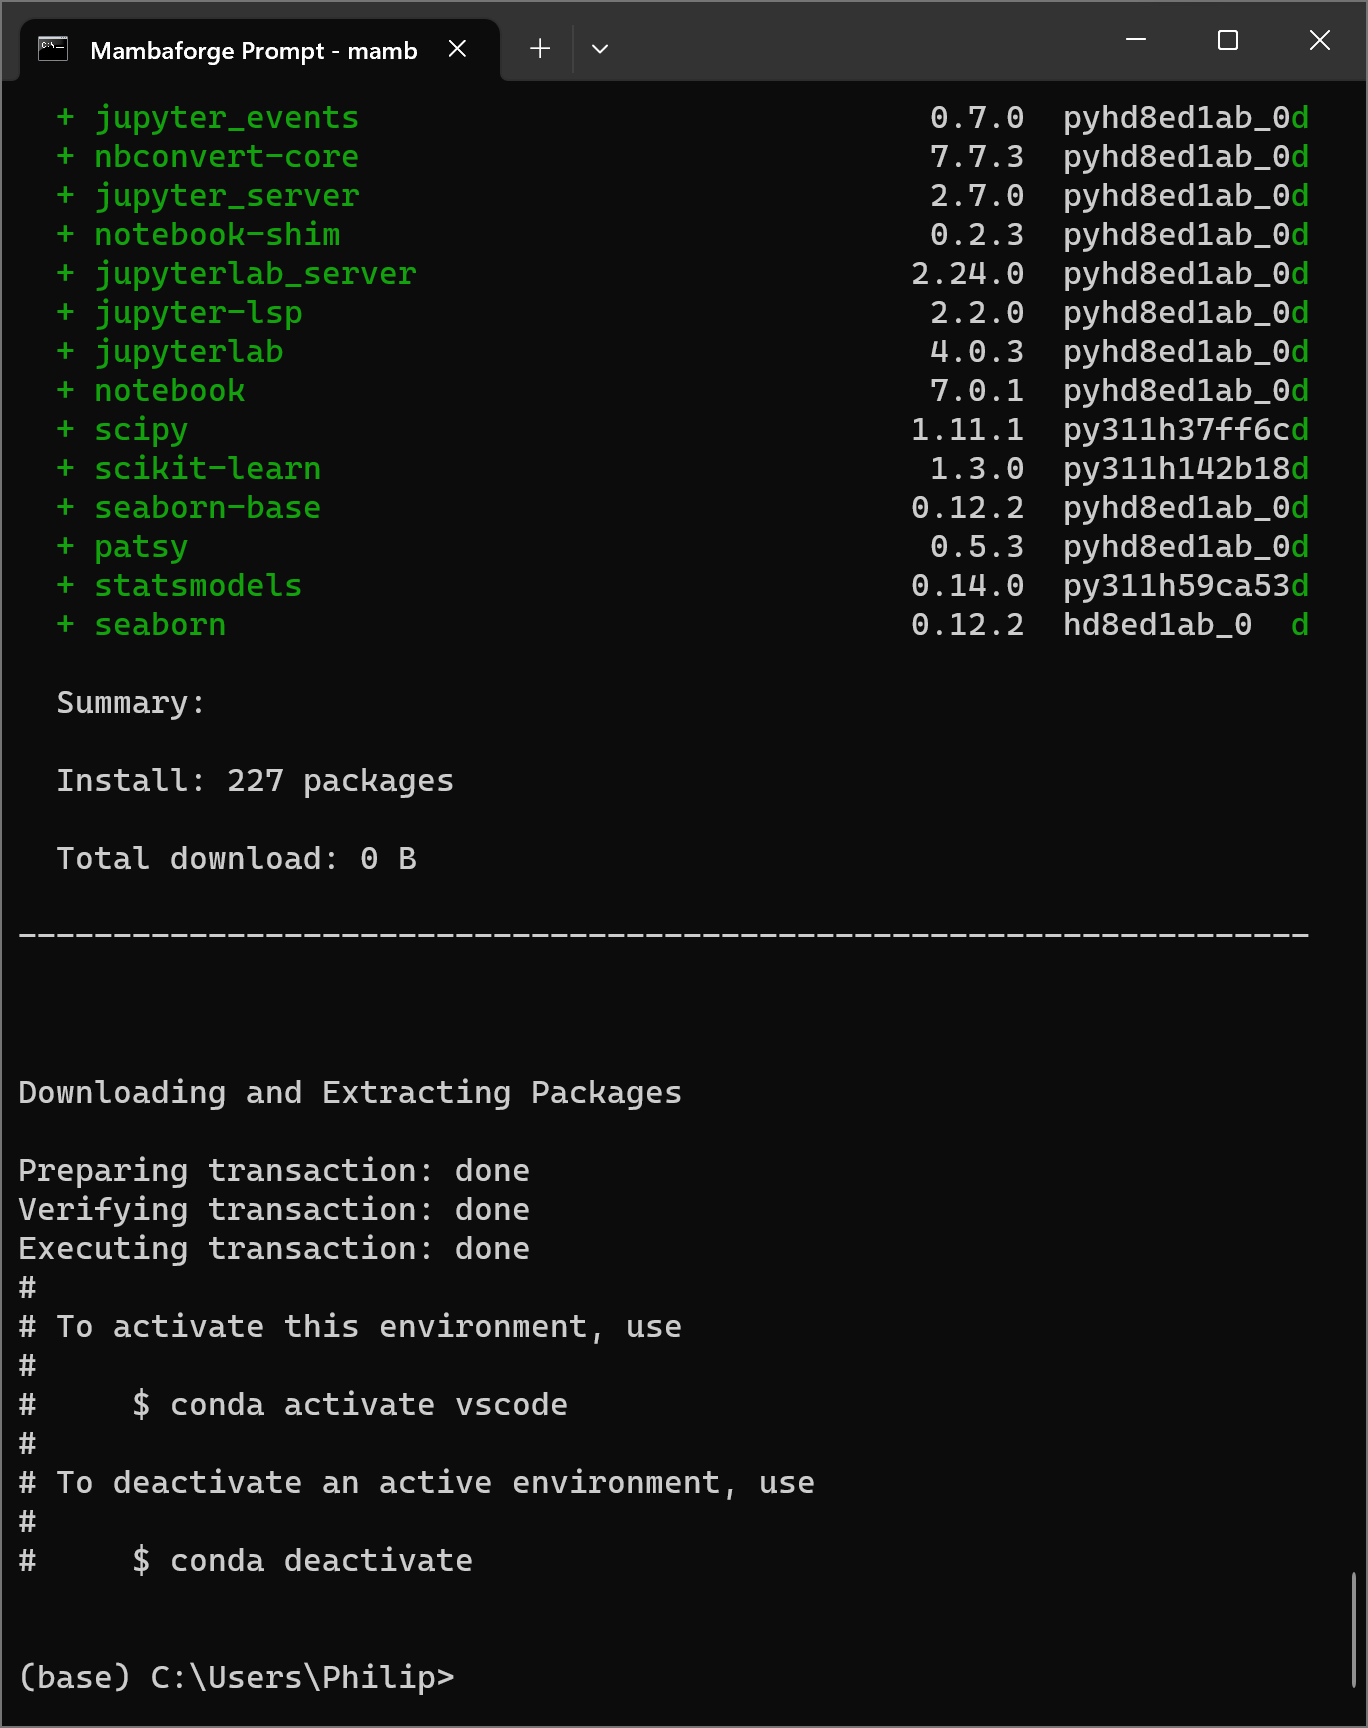 Mambaforge Prompt - mamb
+ jupyter_events 0.7.0 pyhd8ed1ab_0d
+ nbconvert-core 7.7.3 pyhd8ed1ab_0d
+ jupyter_server 2.7.0 pyhd8ed1ab_0d
+ notebook-shim 0.2.3 pyhd8ed1ab_0d
+ jupyterlab_server 2.24.0 pyhd8ed1ab_0d
+ jupyter-lsp 2.2.0 pyhd8ed1ab_0d
+ jupyterlab 4.0.3 pyhd8ed1ab_0d
+ notebook 7.0.1 pyhd8ed1ab_0d
+ scipy 1.11.1 py311h37ff6cd
+ scikit-learn 1.3.0 py311h142b18d
+ seaborn-base 0.12.2 pyhd8ed1ab_0d
+ patsy 0.5.3 pyhd8ed1ab_0d
+ statsmodels 0.14.0 py311h59ca53d
+ seaborn 0.12.2 hd8ed1ab_0 d
Summary:
Install: 227 packages
Total download: 0 B
────────────────────────────────────────────────────────────────────
Downloading and Extracting Packages
Preparing transaction: done
Verifying transaction: done
Executing transaction: done
#
# To activate this environment, use
#
# $ conda activate vscode
#
# To deactivate an active environment, use
#
# $ conda deactivate
(base) C:\Users\Philip>